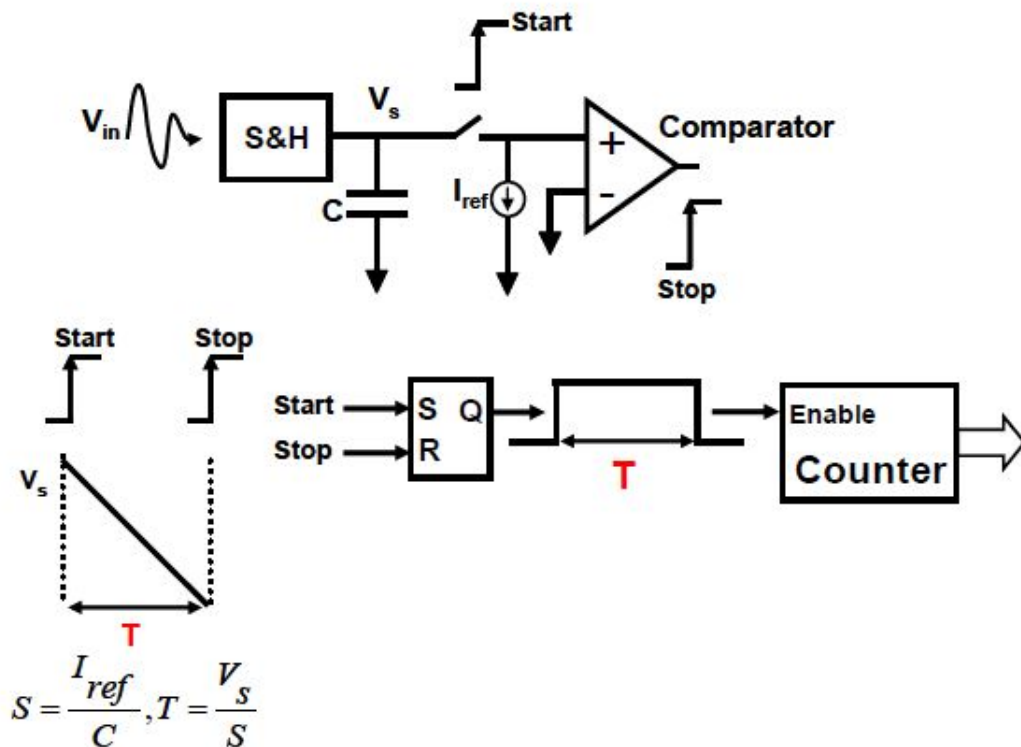 Start
V_in
S&H
V_s
Comparator
+
-
C
I_ref
Stop
Start
Stop
Start
S Q
Stop
R
Enable
Counter
T
V_s
T
S = I_ref / C , T = V_s / S